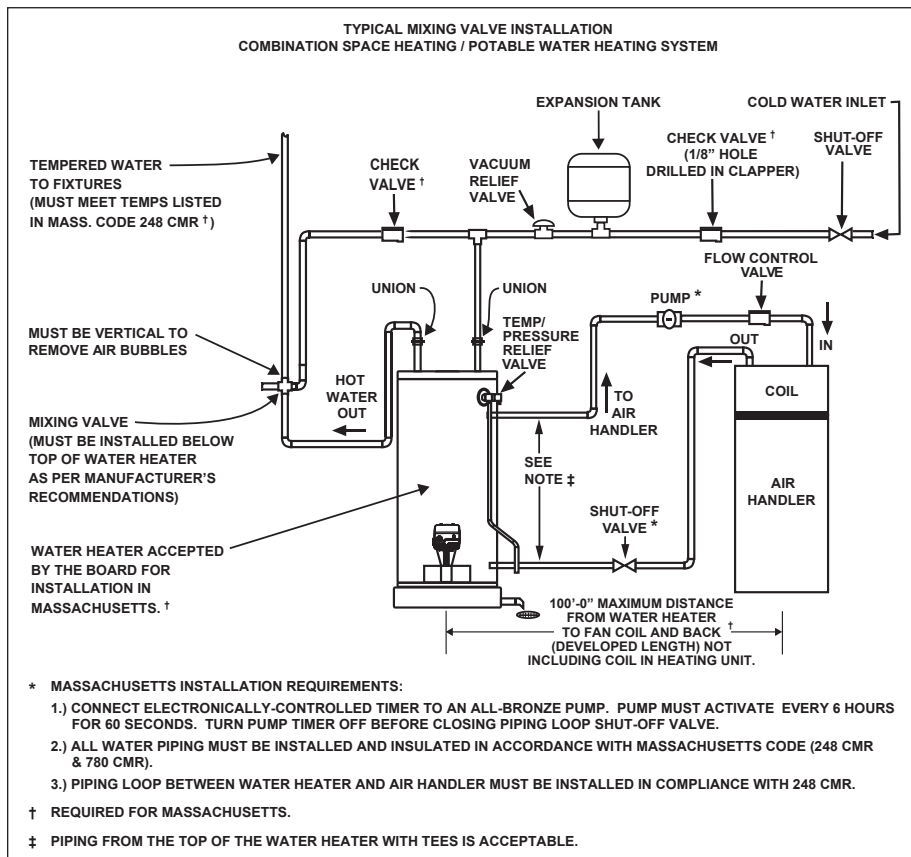 TYPICAL MIXING VALVE INSTALLATION
COMBINATION SPACE HEATING / POTABLE WATER HEATING SYSTEM
EXPANSION TANK
COLD WATER INLET
TEMPERED WATER
TO FIXTURES
(MUST MEET TEMPS LISTED
IN MASS. CODE 248 CMR †)
CHECK
VALVE †
VACUUM
RELIEF
VALVE
CHECK VALVE †
(1/8” HOLE
DRILLED IN CLAPPER)
SHUT-OFF
VALVE
FLOW CONTROL
VALVE
UNION
UNION
PUMP *
TEMP/
PRESSURE
RELIEF
VALVE
OUT
IN
MUST BE VERTICAL TO
REMOVE AIR BUBBLES
HOT
WATER
OUT
TO
AIR
HANDLER
COIL
MIXING VALVE
(MUST BE INSTALLED BELOW
TOP OF WATER HEATER
AS PER MANUFACTURER’S
RECOMMENDATIONS)
SEE
NOTE ‡
AIR
HANDLER
SHUT-OFF
VALVE *
WATER HEATER ACCEPTED
BY THE BOARD FOR
INSTALLATION IN
MASSACHUSETTS. †
100’-0” MAXIMUM DISTANCE
FROM WATER HEATER
TO FAN COIL AND BACK †
(DEVELOPED LENGTH) NOT
INCLUDING COIL IN HEATING UNIT.
* MASSACHUSETTS INSTALLATION REQUIREMENTS:
1.) CONNECT ELECTRONICALLY-CONTROLLED TIMER TO AN ALL-BRONZE PUMP. PUMP MUST ACTIVATE EVERY 6 HOURS
FOR 60 SECONDS. TURN PUMP TIMER OFF BEFORE CLOSING PIPING LOOP SHUT-OFF VALVE.
2.) ALL WATER PIPING MUST BE INSTALLED AND INSULATED IN ACCORDANCE WITH MASSACHUSETTS CODE (248 CMR
& 780 CMR).
3.) PIPING LOOP BETWEEN WATER HEATER AND AIR HANDLER MUST BE INSTALLED IN COMPLIANCE WITH 248 CMR.
† REQUIRED FOR MASSACHUSETTS.
‡ PIPING FROM THE TOP OF THE WATER HEATER WITH TEES IS ACCEPTABLE.